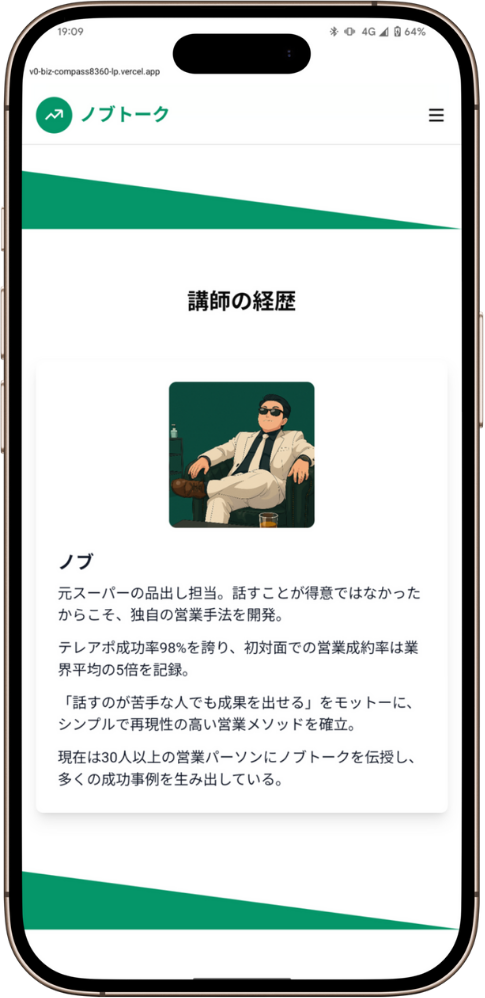 19:09
4G 64%
v0-biz-compass8360-lp.vercel.app
ノブトーク
講師の経歴
ノブ
元スーパーの品出し担当。話すことが得意ではなかった
からこそ、独自の営業手法を開発。
テレアポ成功率98%を誇り、初対面での営業成約率は業
界平均の5倍を記録。
「話すのが苦手な人でも成果を出せる」をモットーに、
シンプルで再現性の高い営業メソッドを確立。
現在は30人以上の営業パーソンにノブトークを伝授し、
多くの成功事例を生み出している。